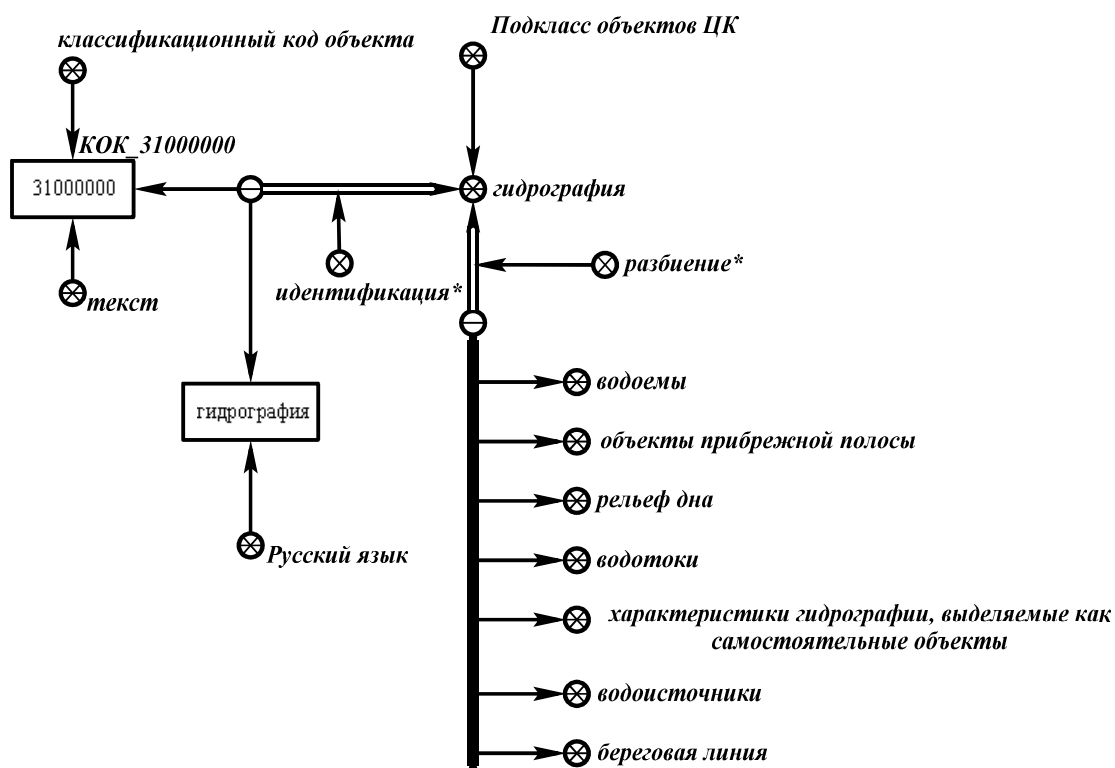 Подкласс объектов ЦК
классификационный код объекта
КОК_31000000
31000000
гидрография
разбиение*
идентификация*
текст
водоемы
гидрография
объекты прибрежной полосы
рельеф дна
Русский язык
водотоки
характеристики гидрографии, выделяемые как
самостоятельные объекты
водоисточники
береговая линия